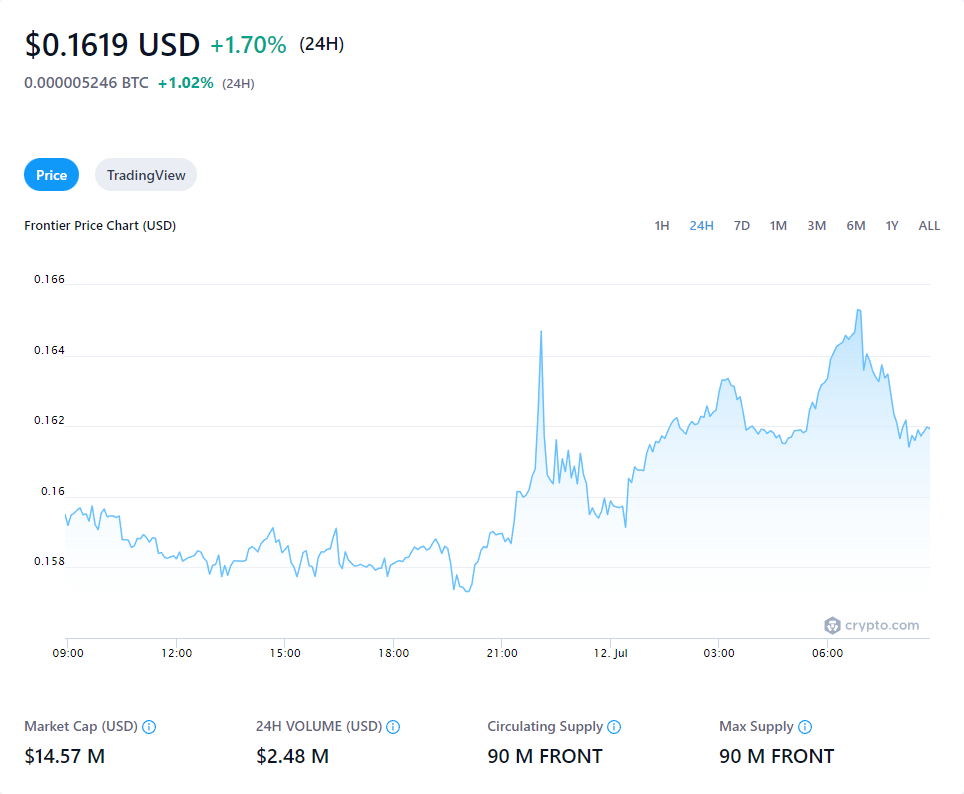 $0.1619 USD +1.70% (24H)
0.000005246 BTC +1.02% (24H)
Price TradingView
Frontier Price Chart (USD) 1H 24H 7D 1M 3M 6M 1Y ALL
0.166
0.164
0.162
0.16
0.158
crypto.com
09:00 12:00 15:00 18:00 21:00 12. Jul 03:00 06:00
Market Cap (USD) 24H VOLUME (USD) Circulating Supply Max Supply
$14.57 M $2.48 M 90 M FRONT 90 M FRONT